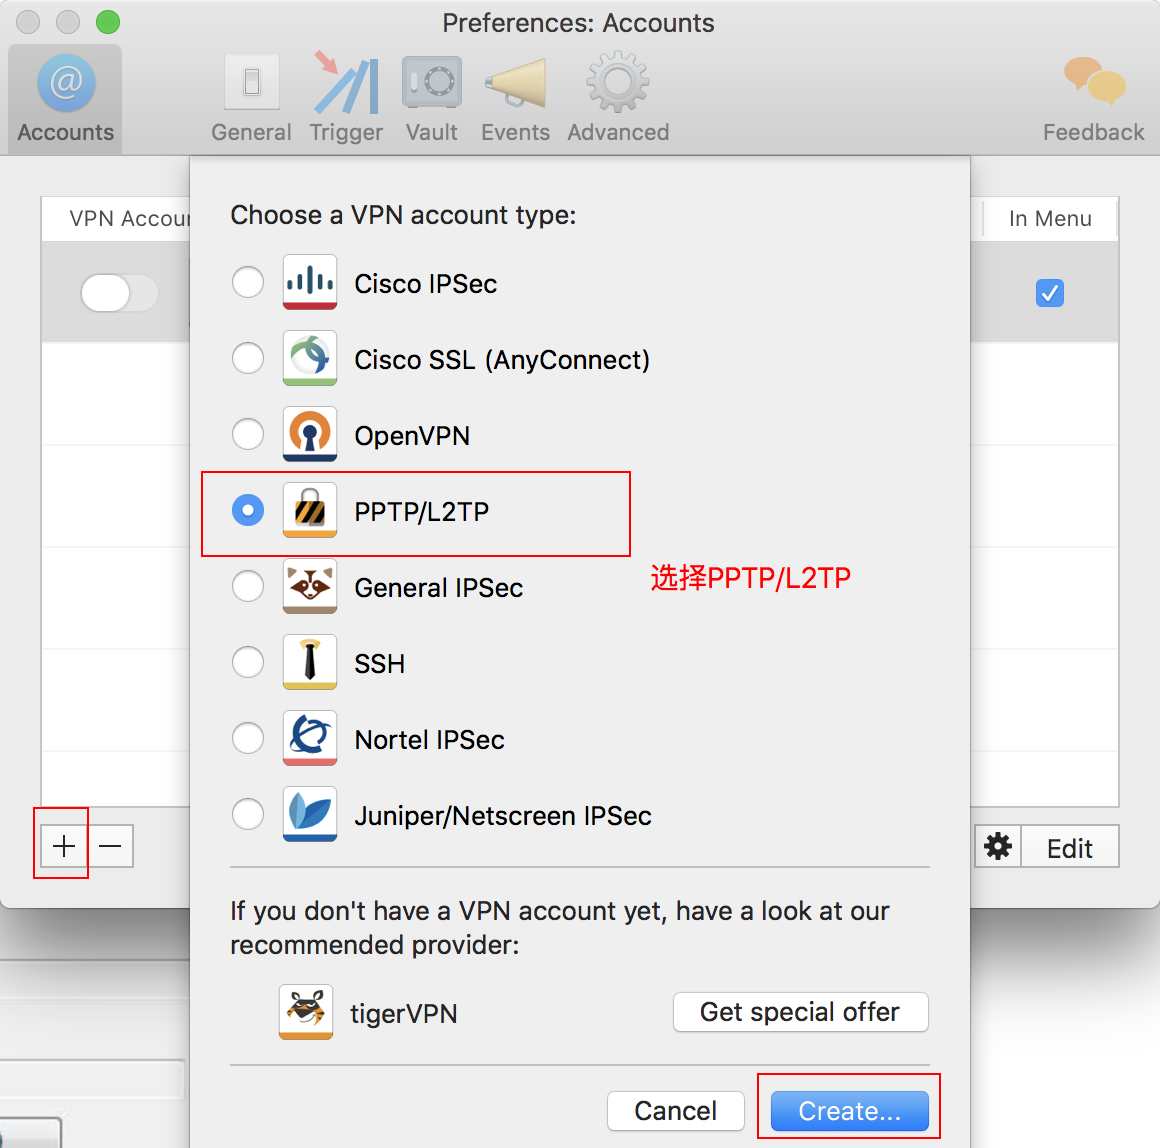 Preferences: Accounts
@
Accounts
General
Trigger
Vault
Events
Advanced
Feedback
VPN Accou
In Menu
Choose a VPN account type:
Cisco IPSec
Cisco SSL (AnyConnect)
OpenVPN
PPTP/L2TP
选择PPTP/L2TP
General IPSec
SSH
Nortel IPSec
Juniper/Netscreen IPSec
Edit
If you don't have a VPN account yet, have a look at our
recommended provider:
tigerVPN
Get special offer
Cancel
Create...